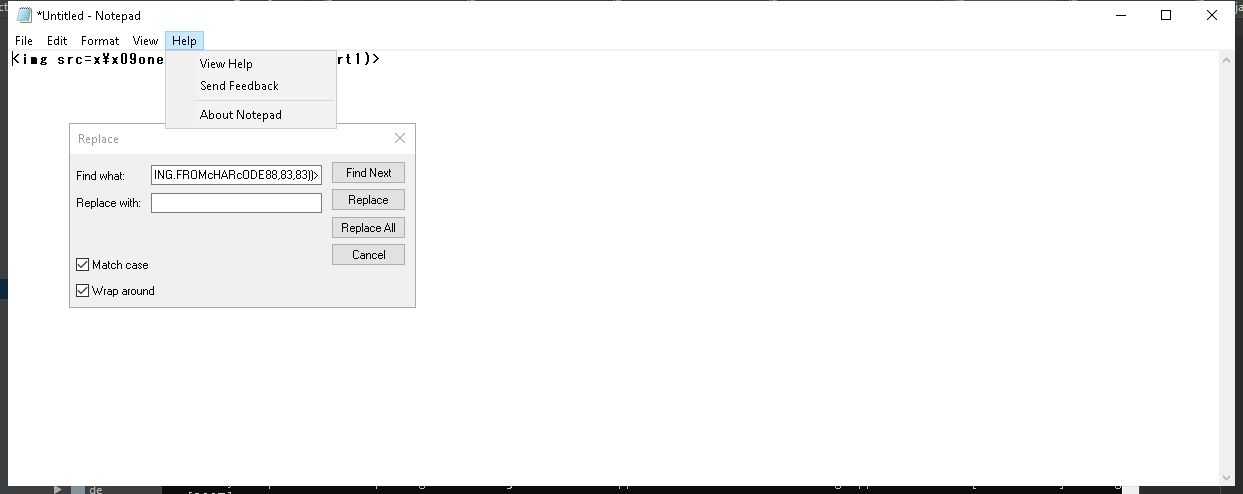 *Untitled - Notepad
File Edit Format View Help
<img src=x¥x09one rt1)>
View Help
Send Feedback
About Notepad
Replace
Find what: ING.FROMcHARcODE88,83,83))> Find Next
Replace with: Replace
Replace All
Cancel
Match case
Wrap around
de